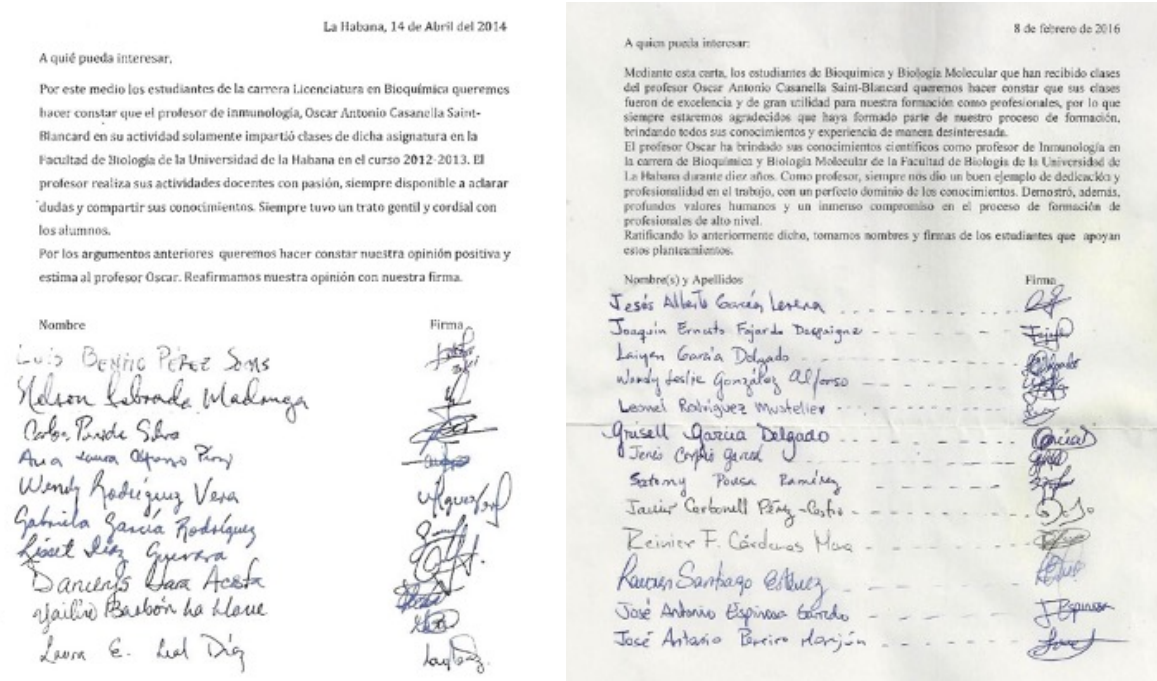 La Habana, 14 de Abril del 2014
A quié pueda interesar,
Por este medio los estudiantes de la carrera Licenciatura en Bioquímica queremos
hacer constar que el profesor de inmunología, Oscar Antonio Casanella Saint-
Blancard en su actividad solamente impartió clases de dicha asignatura en la
Facultad de Biología de la Universidad de la Habana en el curso 2012-2013. El
profesor realiza sus actividades docentes con pasión, siempre disponible a aclarar
dudas y compartir sus conocimientos. Siempre tuvo un trato gentil y cordial con
los alumnos.
Por los argumentos anteriores queremos hacer constar nuestra opinión positiva y
estima al profesor Oscar. Reafirmamos nuestra opinión con nuestra firma.
Nombre Firma
Luis Benito Pérez
Nelson Labrada
Carlos Silva
Ana Laura Alfonso Pérez
Wendy Rodríguez Vera
Gabriela García Rodríguez
Lisset Díaz Guevara
Lara Acosta
Barbón La Llave
Laura E. Leal Díaz
8 de febrero de 2016
A quien pueda interesar:
Mediante esta carta, los estudiantes de Bioquímica y Biología Molecular que han recibido clases
del profesor Oscar Antonio Casanella Saint-Blancard queremos hacer constar que sus clases
fueron de excelencia y de gran utilidad para nuestra formación como profesionales, por lo que
siempre estaremos agradecidos que haya formado parte de nuestro proceso de formación,
brindando todos sus conocimientos y experiencia de manera desinteresada.
El profesor Oscar ha brindado sus conocimientos científicos como profesor de Inmunología en
la carrera de Bioquímica y Biología Molecular de la Facultad de Biología de la Universidad de
La Habana durante diez años. Como profesor, siempre nos dio un buen ejemplo de dedicación y
profesionalidad en el trabajo, con un perfecto dominio de los conocimientos. Demostró, además,
profundos valores humanos y un inmenso compromiso en el proceso de formación de
profesionales de alto nivel.
Ratificando lo anteriormente dicho, tomamos nombres y firmas de los estudiantes que apoyan
estos planteamientos.
Nombre(s) y Apellidos Firma
Jesús Alberto García
Joaquín Ernesto Fajardo Despaigne
Laiyen García Delgado
Wendy Leslie González Alfonso
Leonel Rodríguez Mustelier
Grisell García Delgado
Pousa Ramírez
Javier Carbonell Pérez-Castro
Reinier F. Cárdenas
Santiago
José Antonio Espinosa Garrido J Espinosa
José Antonio